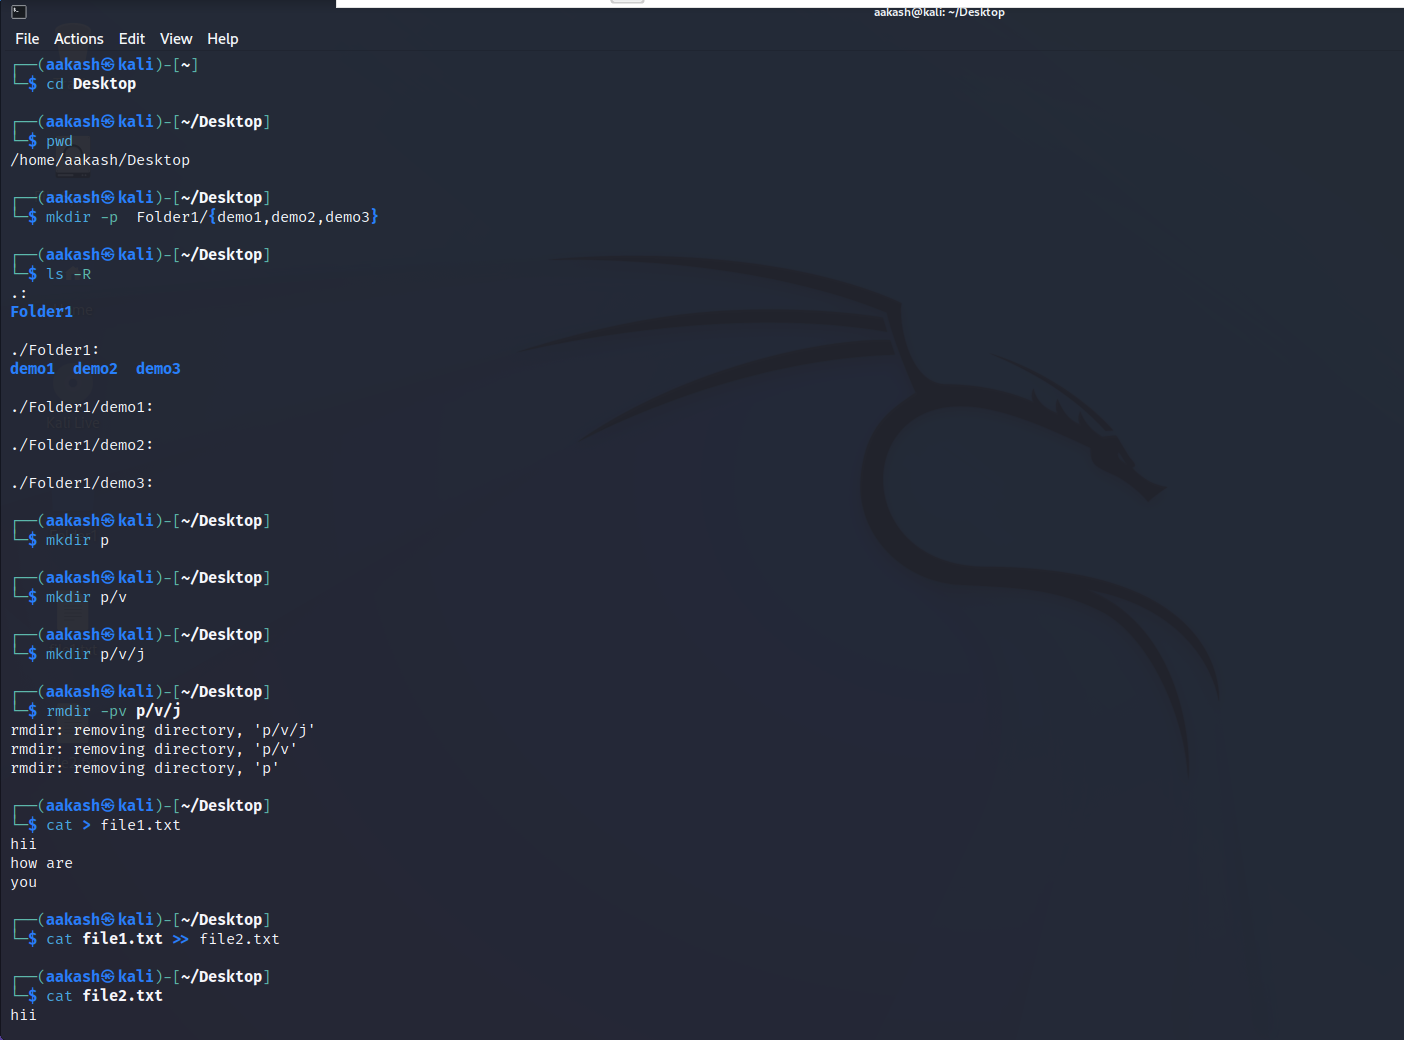 aakash@kali: ~/Desktop
File Actions Edit View Help
┌──(aakash㉿kali)-[~]
└─$ cd Desktop
┌──(aakash㉿kali)-[~/Desktop]
└─$ pwd
/home/aakash/Desktop
┌──(aakash㉿kali)-[~/Desktop]
└─$ mkdir -p  Folder1/{demo1,demo2,demo3}
┌──(aakash㉿kali)-[~/Desktop]
└─$ ls -R
.:
Folder1
./Folder1:
demo1  demo2  demo3
./Folder1/demo1:
./Folder1/demo2:
./Folder1/demo3:
┌──(aakash㉿kali)-[~/Desktop]
└─$ mkdir p
┌──(aakash㉿kali)-[~/Desktop]
└─$ mkdir p/v
┌──(aakash㉿kali)-[~/Desktop]
└─$ mkdir p/v/j
┌──(aakash㉿kali)-[~/Desktop]
└─$ rmdir -pv p/v/j
rmdir: removing directory, 'p/v/j'
rmdir: removing directory, 'p/v'
rmdir: removing directory, 'p'
┌──(aakash㉿kali)-[~/Desktop]
└─$ cat > file1.txt
hii
how are
you
┌──(aakash㉿kali)-[~/Desktop]
└─$ cat file1.txt >> file2.txt
┌──(aakash㉿kali)-[~/Desktop]
└─$ cat file2.txt
hii